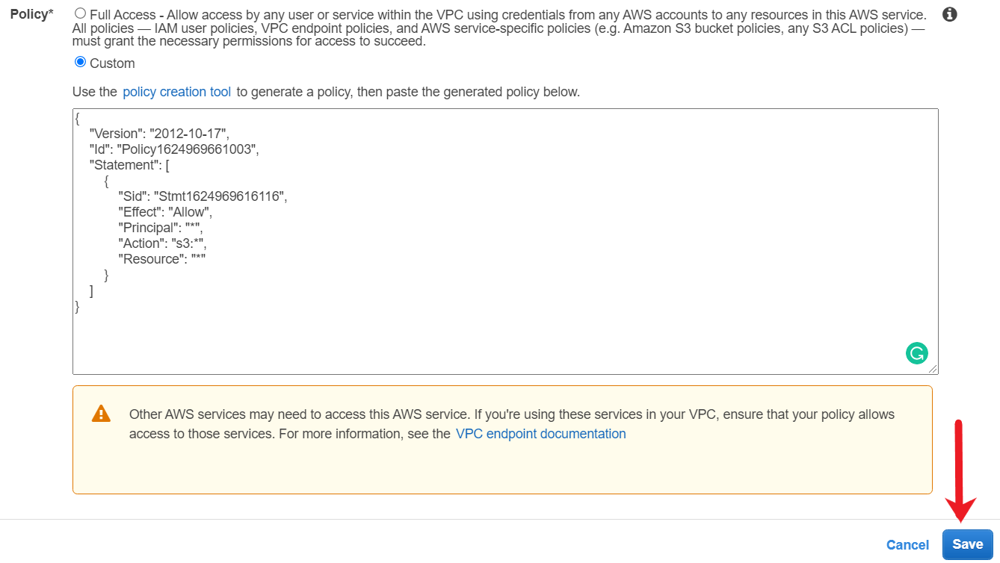 Policy* Full Access - Allow access by any user or service within the VPC using credentials from any AWS accounts to any resources in this AWS service.
All policies — IAM user policies, VPC endpoint policies, and AWS service-specific policies (e.g. Amazon S3 bucket policies, any S3 ACL policies) —
must grant the necessary permissions for access to succeed.
Custom
Use the policy creation tool to generate a policy, then paste the generated policy below.
{
    "Version": "2012-10-17",
    "Id": "Policy1624969661003",
    "Statement": [
        {
            "Sid": "Stmt1624969616116",
            "Effect": "Allow",
            "Principal": "*",
            "Action": "s3:*",
            "Resource": "*"
        }
    ]
}
Other AWS services may need to access this AWS service. If you're using these services in your VPC, ensure that your policy allows
access to those services. For more information, see the VPC endpoint documentation
Cancel Save